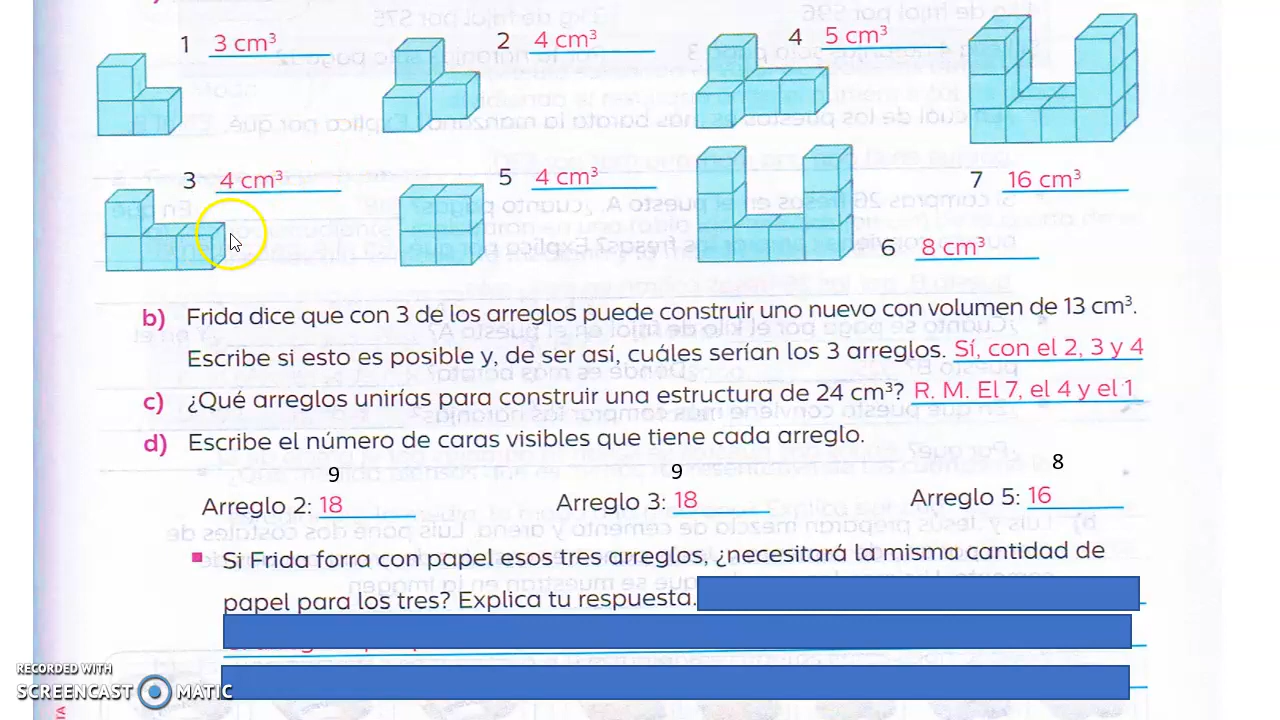 1 3 cm³
2 4 cm³
4 5 cm³
3 4 cm³
5 4 cm³
7 16 cm³
6 8 cm³
b) Frida dice que con 3 de los arreglos puede construir uno nuevo con volumen de 13 cm³.
Escribe si esto es posible y, de ser así, cuáles serían los 3 arreglos. Sí, con el 2, 3 y 4
c) ¿Qué arreglos unirías para construir una estructura de 24 cm³? R. M. El 7, el 4 y el 1
d) Escribe el número de caras visibles que tiene cada arreglo.
9 9 8
Arreglo 2: 18 Arreglo 3: 18 Arreglo 5: 16
Si Frida forra con papel esos tres arreglos, ¿necesitará la misma cantidad de
papel para los tres? Explica tu respuesta.
RECORDED WITH
SCREENCAST MATIC